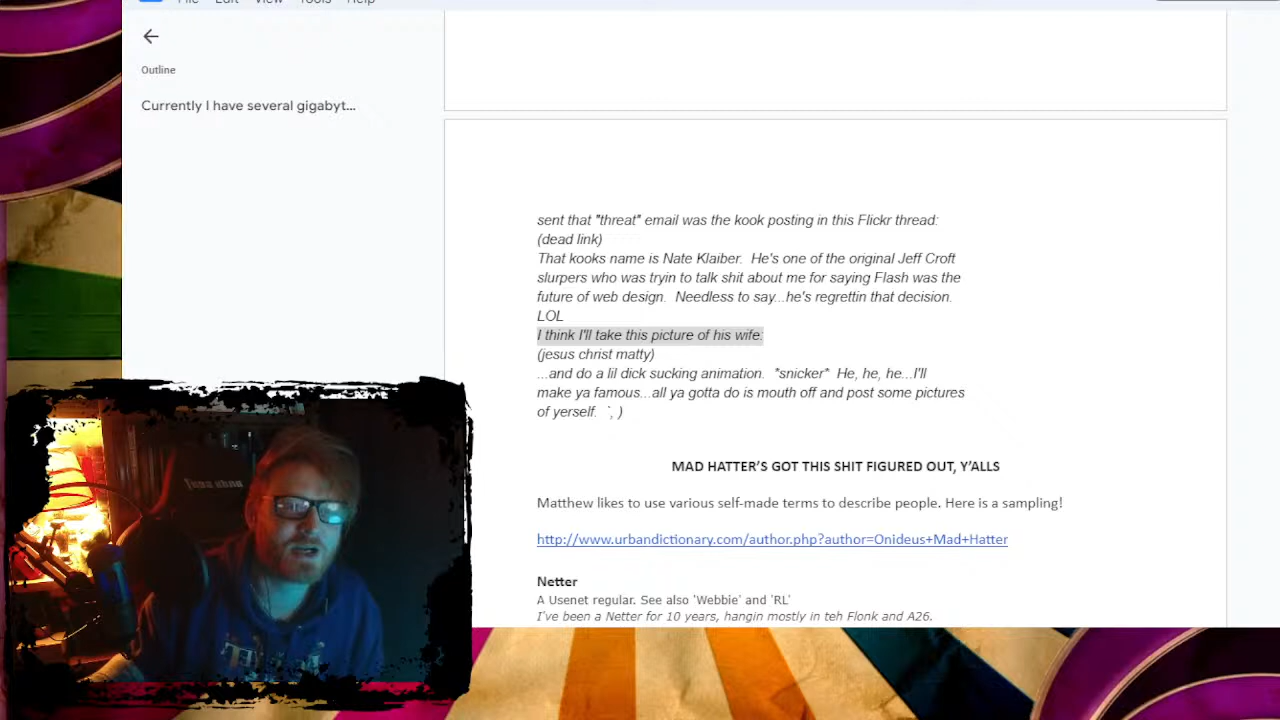 File Edit View Tools Help
Outline
Currently I have several gigabyt...
sent that "threat" email was the kook posting in this Flickr thread:
(dead link)
That kooks name is Nate Klaiber.  He's one of the original Jeff Croft
slurpers who was tryin to talk shit about me for saying Flash was the
future of web design.  Needless to say...he's regrettin that decision.
LOL
I think I'll take this picture of his wife:
(jesus christ matty)
...and do a lil dick sucking animation.  *snicker*  He, he, he...I'll
make ya famous...all ya gotta do is mouth off and post some pictures
of yerself.  `, )
MAD HATTER'S GOT THIS SHIT FIGURED OUT, Y'ALLS
Matthew likes to use various self-made terms to describe people. Here is a sampling!
http://www.urbandictionary.com/author.php?author=Onideus+Mad+Hatter
Netter
A Usenet regular. See also 'Webbie' and 'RL'
I've been a Netter for 10 years, hangin mostly in teh Flonk and A26.